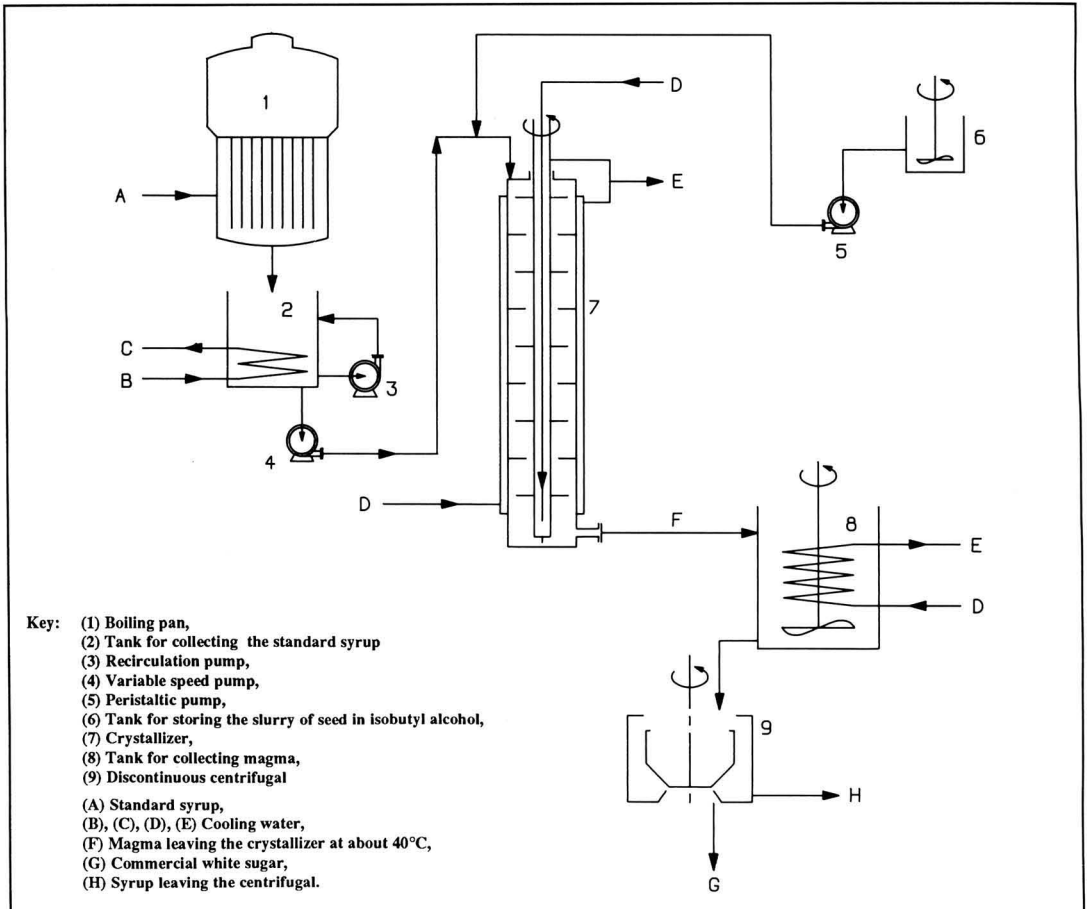 1
D
6
A
E
5
2
7
C
B
3
4
D
F
8
E
D
9
H
G
Key: (1) Boiling pan,
(2) Tank for collecting the standard syrup
(3) Recirculation pump,
(4) Variable speed pump,
(5) Peristaltic pump,
(6) Tank for storing the slurry of seed in isobutyl alcohol,
(7) Crystallizer,
(8) Tank for collecting magma,
(9) Discontinuous centrifugal
(A) Standard syrup,
(B), (C), (D), (E) Cooling water,
(F) Magma leaving the crystallizer at about 40°C,
(G) Commercial white sugar,
(H) Syrup leaving the centrifugal.